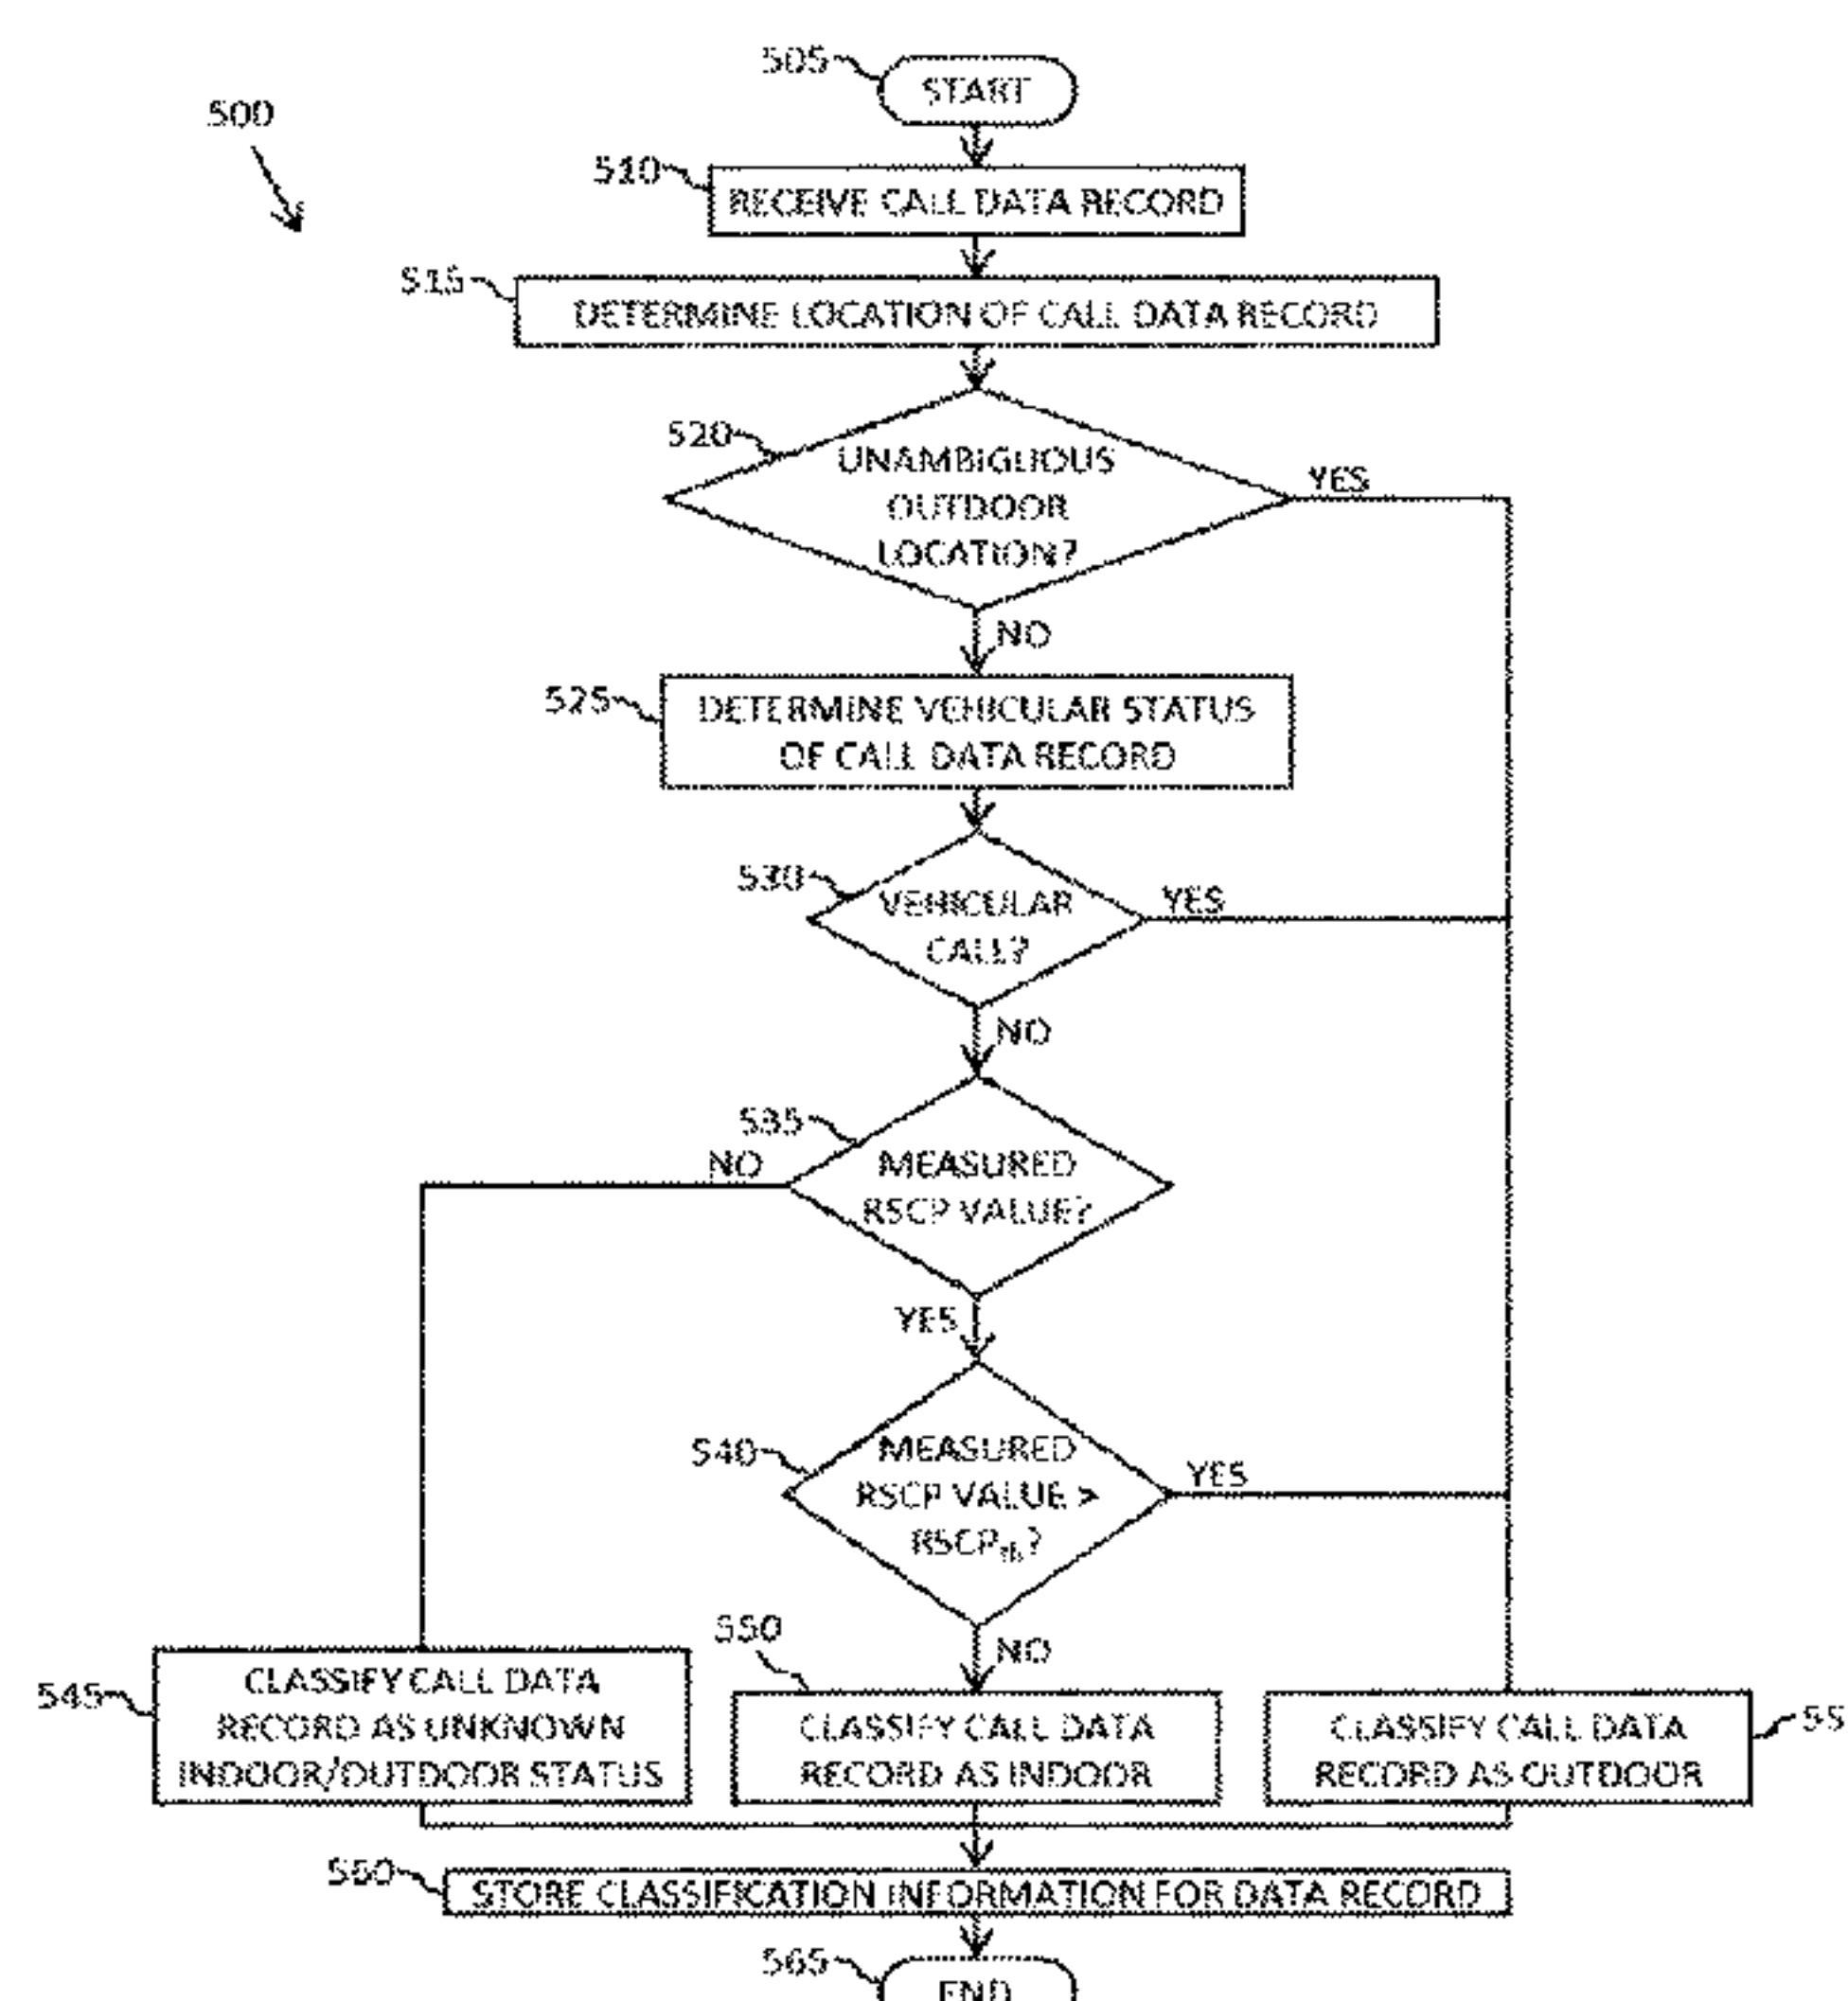 505
START
500
510
RECEIVE CALL DATA RECORD
515
DETERMINE LOCATION OF CALL DATA RECORD
520
UNAMBIGUOUS
OUTDOOR
LOCATION?
YES
NO
525
DETERMINE VEHICULAR STATUS
OF CALL DATA RECORD
530
VEHICULAR
CALL?
YES
NO
535
NO
MEASURED
RSCP VALUE?
YES
540
MEASURED
RSCP VALUE >
RSCPth?
YES
NO
545
CLASSIFY CALL DATA
RECORD AS UNKNOWN
INDOOR/OUTDOOR STATUS
550
CLASSIFY CALL DATA
RECORD AS INDOOR
CLASSIFY CALL DATA
RECORD AS OUTDOOR
55
560
STORE CLASSIFICATION INFORMATION FOR DATA RECORD
565
END